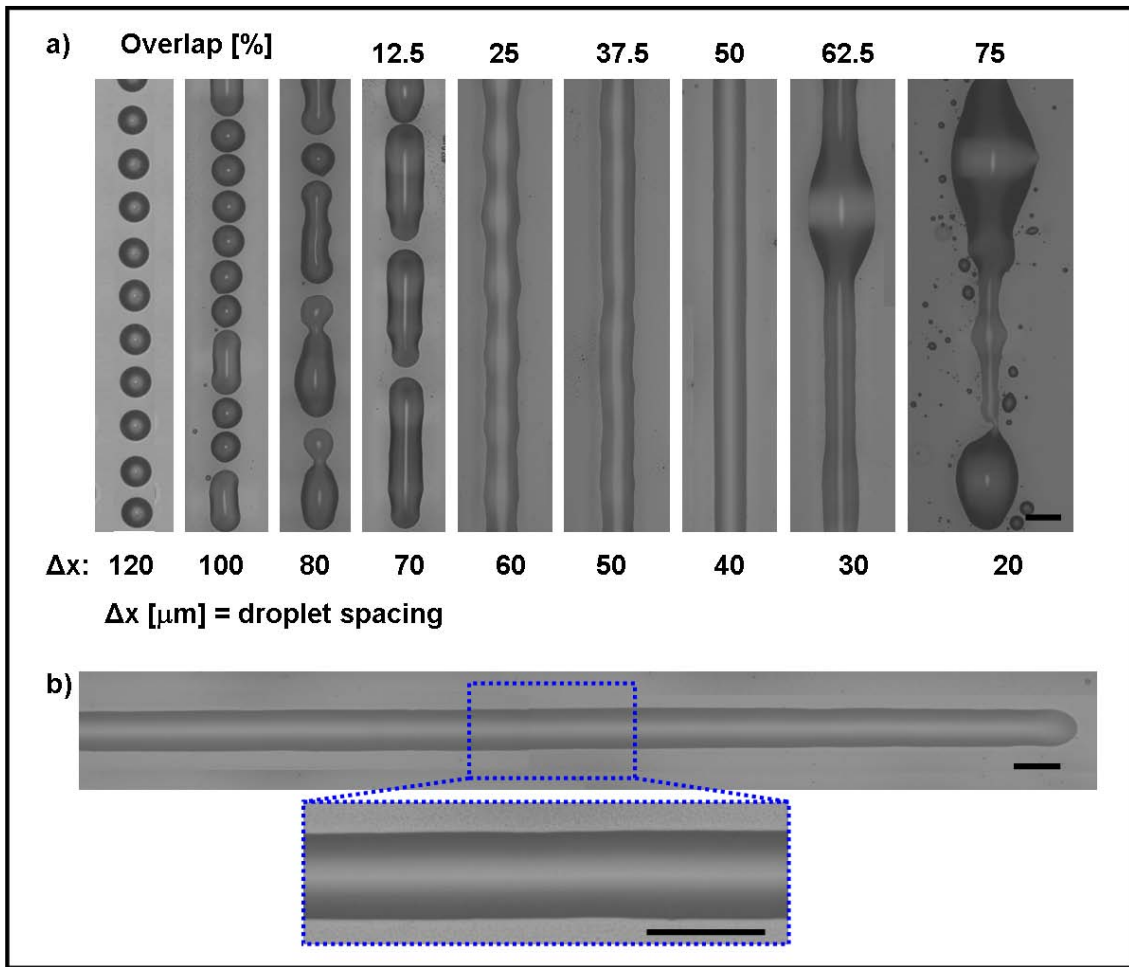 a) Overlap [%] 12.5 25 37.5 50 62.5 75
Δx: 120 100 80 70 60 50 40 30 20
Δx [μm] = droplet spacing
b)